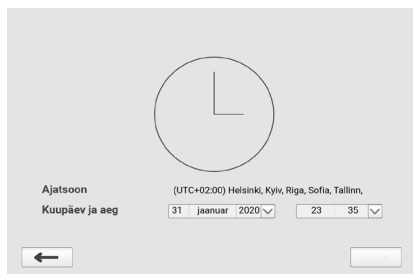 Ajatsoon (UTC+02:00) Helsinki, Kyiv, Riga, Sofia, Tallinn,
Kuupäev ja aeg 31 jaanuar 2020 23 35